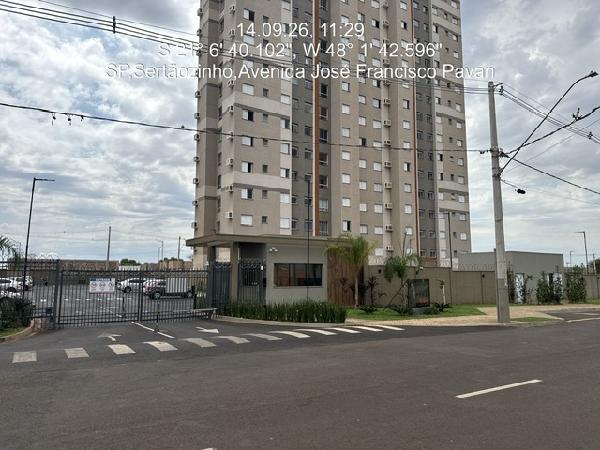 14.09.26, 11:29
S 21° 6' 40.102", W 48° 1' 42.596"
SP,Sertãozinho,Avenida José Francisco Pavan